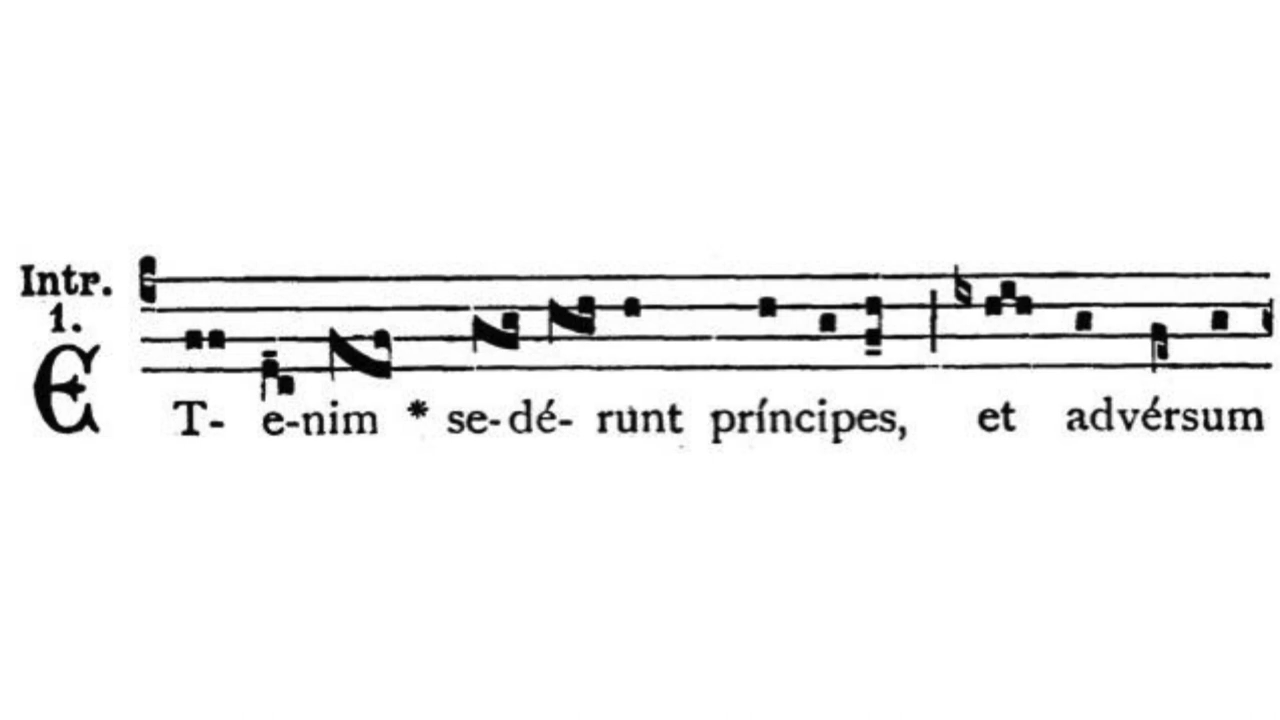 Intr.
1.
ET- e-nim * se-dé- runt príncipes, et advérsum